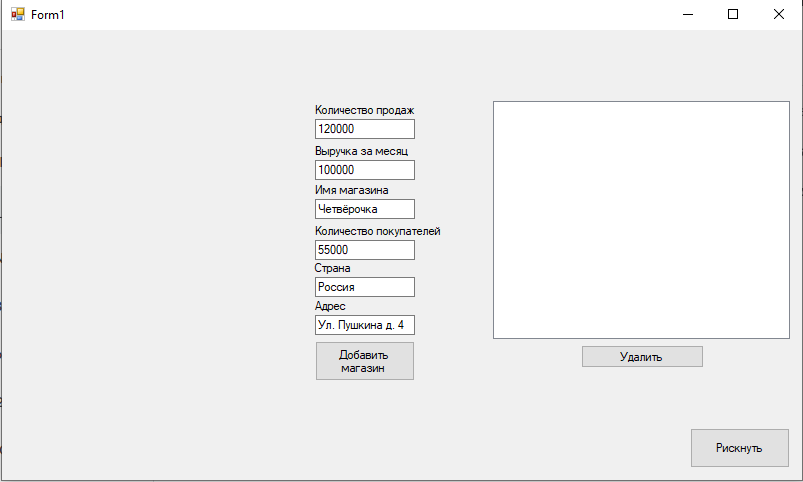 Form1
Количество продаж
120000
Выручка за месяц
100000
Имя магазина
Четвёрочка
Количество покупателей
55000
Страна
Россия
Адрес
Ул. Пушкина д. 4
Добавить
магазин
Удалить
Рискнуть